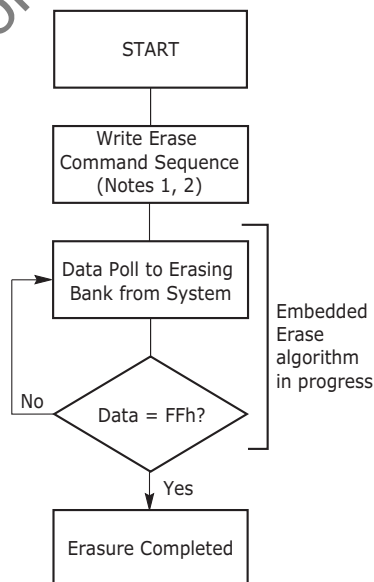 START
Write Erase
Command Sequence
(Notes 1, 2)
Data Poll to Erasing
Bank from System
Embedded
Erase
algorithm
in progress
No
Data = FFh?
Yes
Erasure Completed